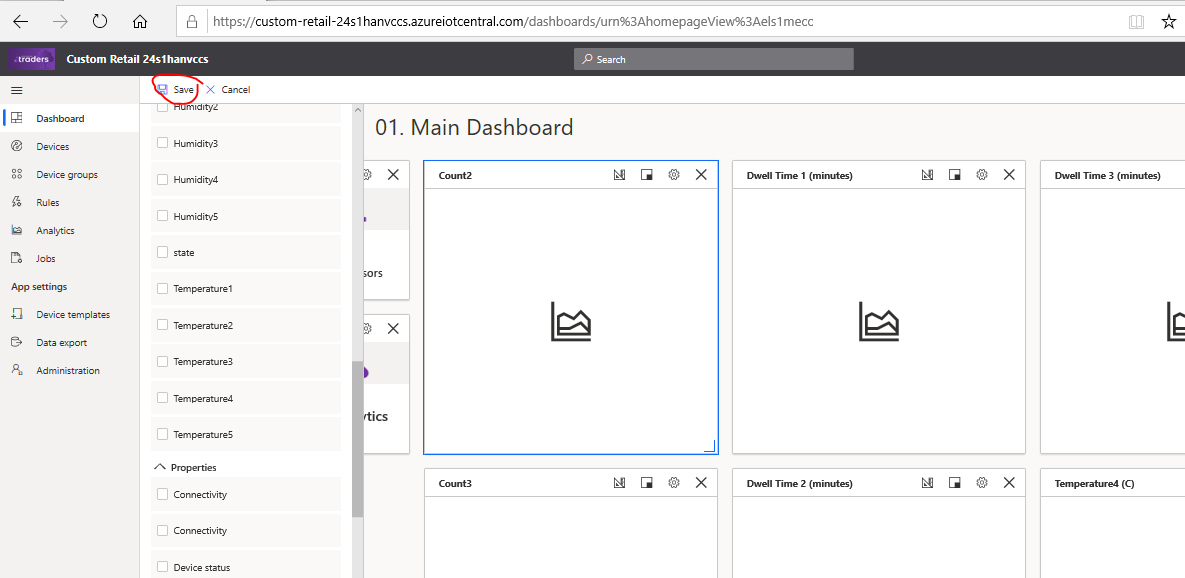 https://custom-retail-24s1hanvccs.azureiotcentral.com/dashboards/urn%3AhomepageView%3Aels1mecc
traders
Custom Retail 24s1hanvccs
Search
Save
Cancel
Dashboard
Devices
Device groups
Rules
Analytics
Jobs
App settings
Device templates
Data export
Administration
Humidity2
Humidity3
Humidity4
Humidity5
state
Temperature1
Temperature2
Temperature3
Temperature4
Temperature5
Properties
Connectivity
Connectivity
Device status
01. Main Dashboard
sors
ytics
Count2
Dwell Time 1 (minutes)
Dwell Time 3 (minutes)
Count3
Dwell Time 2 (minutes)
Temperature4 (C)